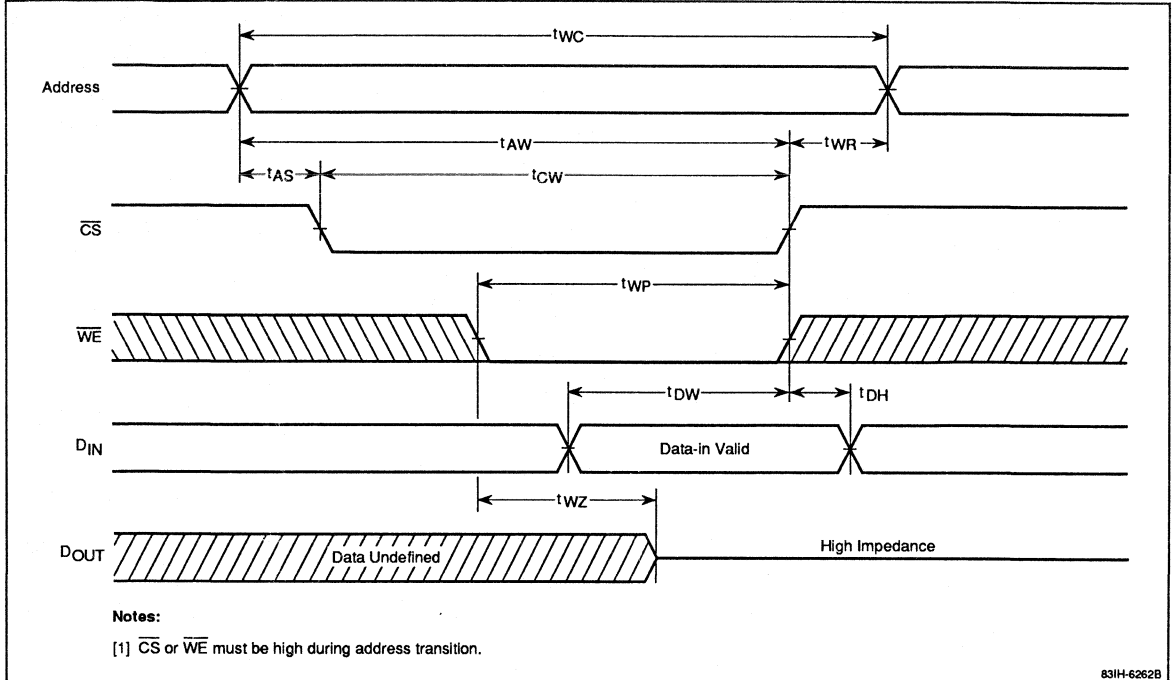 tWC
Address
tAW
tWR
tAS
tCW
CS
tWP
WE
tDW
tDH
DIN
Data-in Valid
tWZ
DOUT
Data Undefined
High Impedance
Notes:
[1] CS or WE must be high during address transition.
83IH-6262B